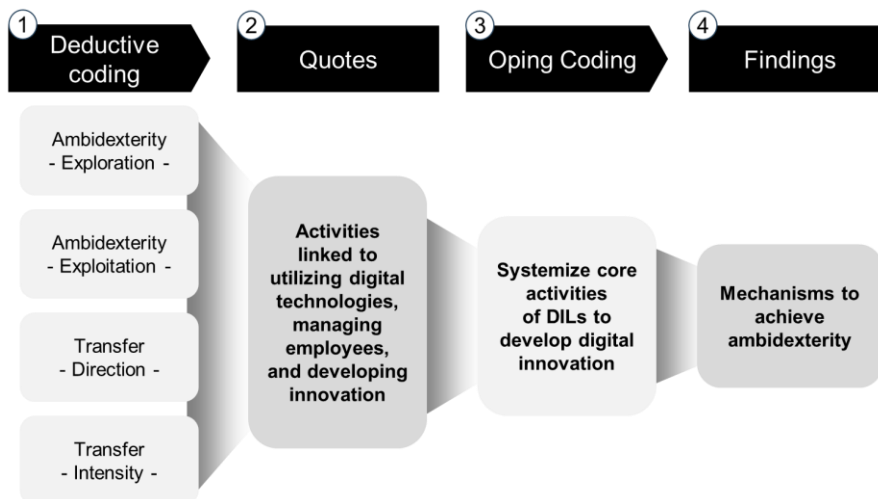 1
Deductive
coding
2
Quotes
3
Oping Coding
4
Findings
Ambidexterity
- Exploration -
Ambidexterity
- Exploitation -
Transfer
- Direction -
Transfer
- Intensity -
Activities
linked to
utilizing digital
technologies,
managing
employees,
and developing
innovation
Systemize core
activities
of DILs to
develop digital
innovation
Mechanisms to
achieve
ambidexterity